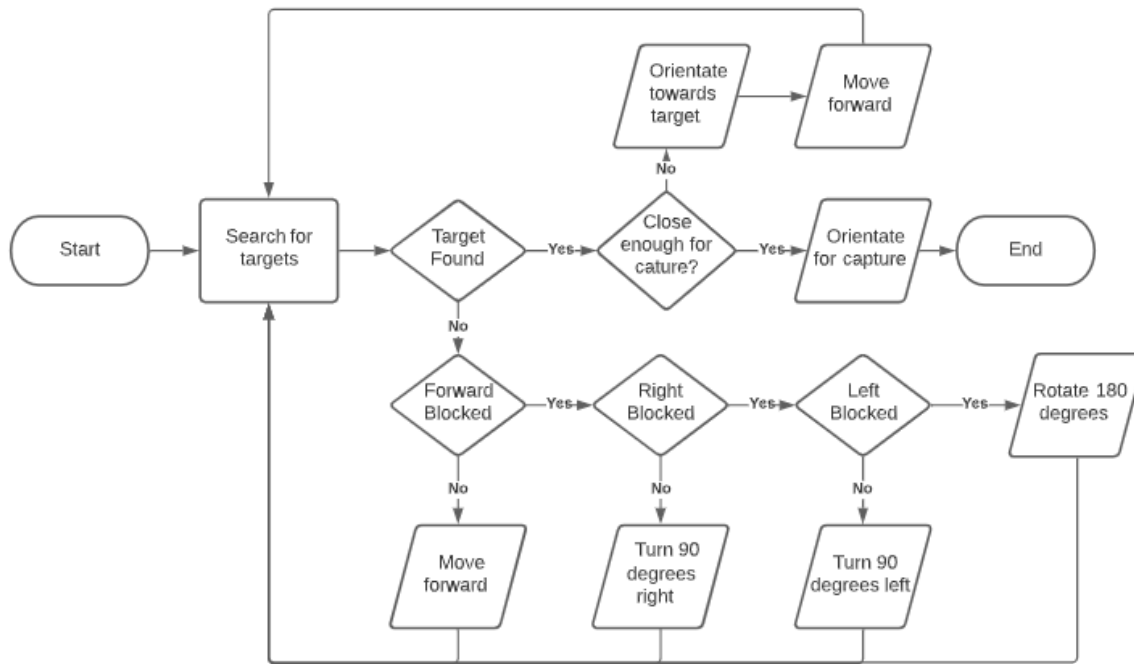 Orientate
towards
target
Move
forward
No
Start
Search for
targets
Target
Found
Yes
Close
enough for
cature?
Yes
Orientate
for capture
End
No
Forward
Blocked
Yes
Right
Blocked
Yes
Left
Blocked
Yes
Rotate 180
degrees
No
No
No
Move
forward
Turn 90
degrees
right
Turn 90
degrees left